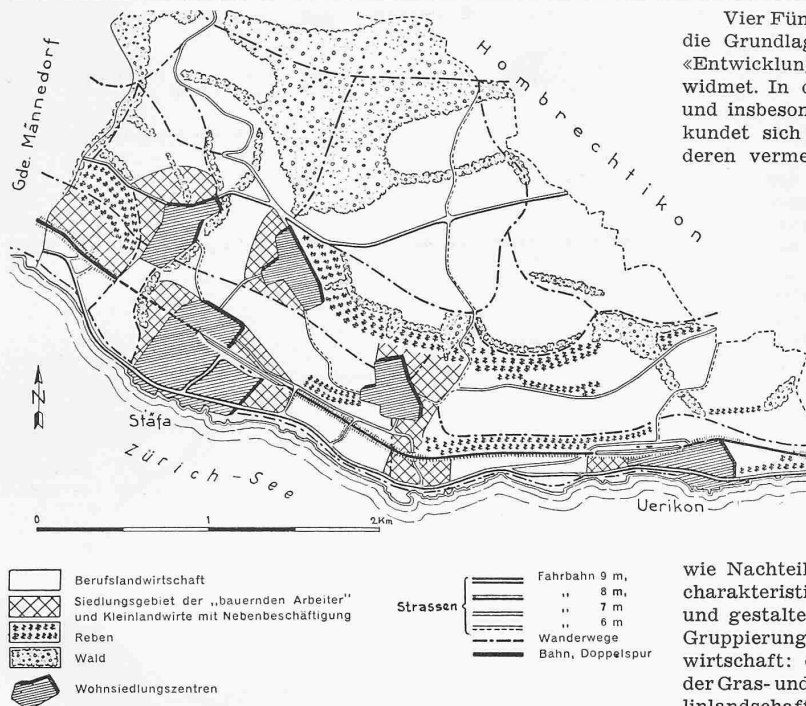 Vier Fün
die Grundlag
«Entwicklun
widmet. In d
und insbeson
kundet sich
deren verme
Hombrechtikon
Gde. Männedorf
Stäfa
Zürich-See
Uerikon
0 1 2Km
Berufslandwirtschaft
Siedlungsgebiet der „bauernden Arbeiter"
und Kleinlandwirte mit Nebenbeschäftigung
Reben
Wald
Wohnsiedlungszentren
Strassen
Fahrbahn 9 m,
„ 8 m,
„ 7 m
„ 6 m
Wanderwege
Bahn, Doppelspur
wie Nachteil
charakteristi
und gestalte
Gruppierung
wirtschaft: d
der Gras- und
linlandschaft